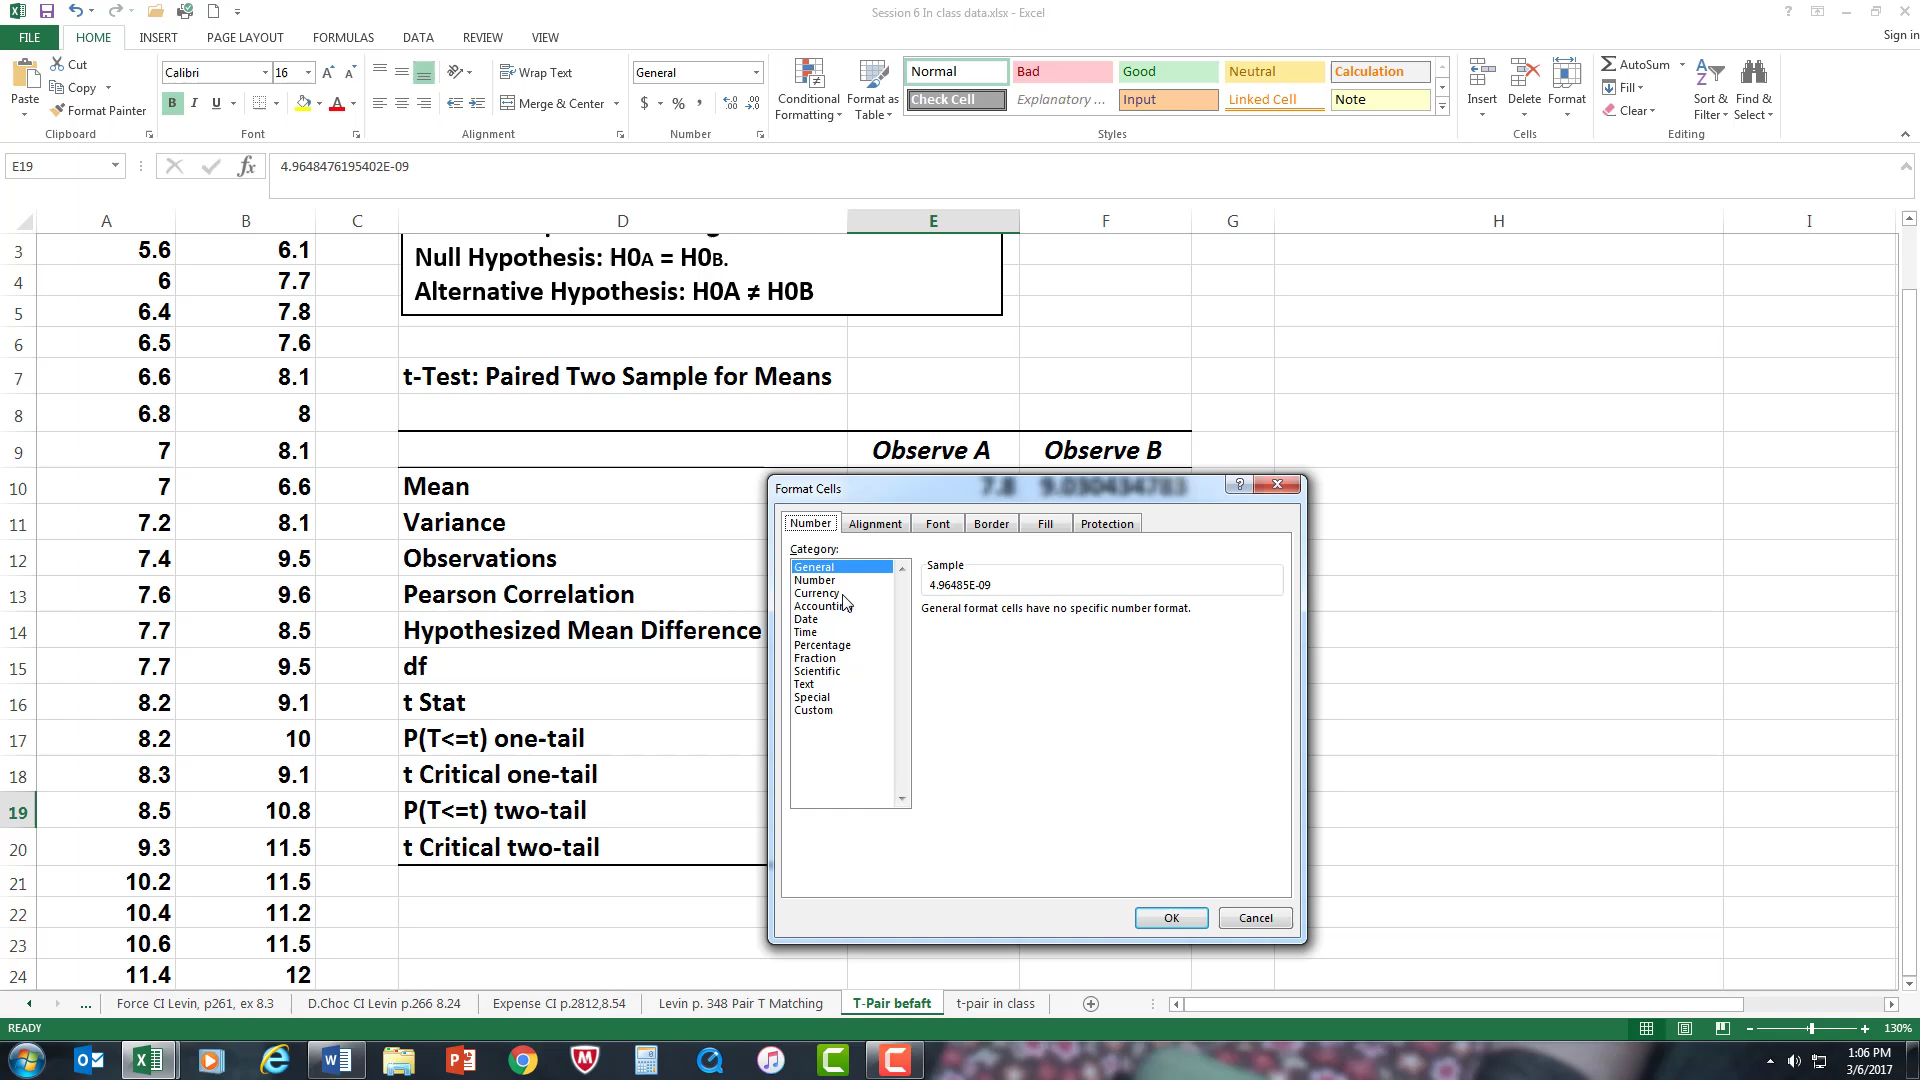 Session 6 In class data.xlsx - Excel
FILE HOME INSERT PAGE LAYOUT FORMULAS DATA REVIEW VIEW
Sign in
Paste
Cut
Copy
Format Painter
Clipboard
Calibri 16
B I U
Font
Wrap Text
Merge & Center
Alignment
General
$ % ,
Number
Conditional Formatting
Format as Table
Normal Bad Good Neutral Calculation
Check Cell Explanatory ... Input Linked Cell Note
Styles
Insert Delete Format
Cells
AutoSum
Fill
Clear
Sort & Filter
Find & Select
Editing
E19
fx
4.9648476195402E-09
A B C D E F G H I
3 5.6 6.1 Null Hypothesis: H0A = H0B.
4 6 7.7 Alternative Hypothesis: H0A ≠ H0B
5 6.4 7.8
6 6.5 7.6
7 6.6 8.1 t-Test: Paired Two Sample for Means
8 6.8 8
9 7 8.1 Observe A Observe B
10 7 6.6 Mean 7.8 9.030434783
11 7.2 8.1 Variance
12 7.4 9.5 Observations
13 7.6 9.6 Pearson Correlation
14 7.7 8.5 Hypothesized Mean Difference
15 7.7 9.5 df
16 8.2 9.1 t Stat
17 8.2 10 P(T<=t) one-tail
18 8.3 9.1 t Critical one-tail
19 8.5 10.8 P(T<=t) two-tail
20 9.3 11.5 t Critical two-tail
21 10.2 11.5
22 10.4 11.2
23 10.6 11.5
24 11.4 12
Format Cells
Number Alignment Font Border Fill Protection
Category:
General
Number
Currency
Accounting
Date
Time
Percentage
Fraction
Scientific
Text
Special
Custom
Sample
4.96485E-09
General format cells have no specific number format.
OK Cancel
... Force CI Levin, p261, ex 8.3 D.Choc CI Levin p.266 8.24 Expense CI p.2812,8.54 Levin p. 348 Pair T Matching T-Pair befaft t-pair in class
READY
130%
1:06 PM
3/6/2017